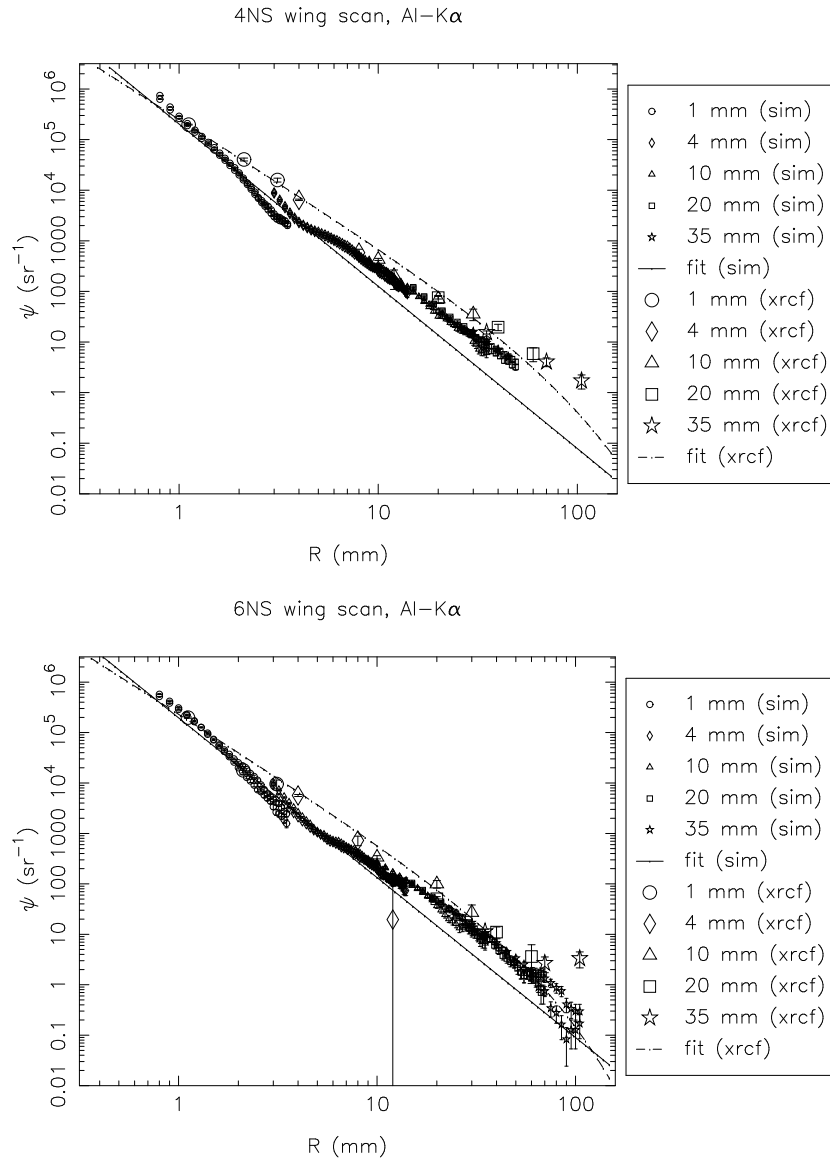 4NS wing scan, Al−Kα
10⁶
10⁵
10⁴
1000
100
10
1
0.1
0.01
ψ (sr⁻¹)
1
10
100
R (mm)
1 mm (sim)
4 mm (sim)
10 mm (sim)
20 mm (sim)
35 mm (sim)
fit (sim)
1 mm (xrcf)
4 mm (xrcf)
10 mm (xrcf)
20 mm (xrcf)
35 mm (xrcf)
fit (xrcf)
6NS wing scan, Al−Kα
10⁶
10⁵
10⁴
1000
100
10
1
0.1
0.01
ψ (sr⁻¹)
1
10
100
R (mm)
1 mm (sim)
4 mm (sim)
10 mm (sim)
20 mm (sim)
35 mm (sim)
fit (sim)
1 mm (xrcf)
4 mm (xrcf)
10 mm (xrcf)
20 mm (xrcf)
35 mm (xrcf)
fit (xrcf)